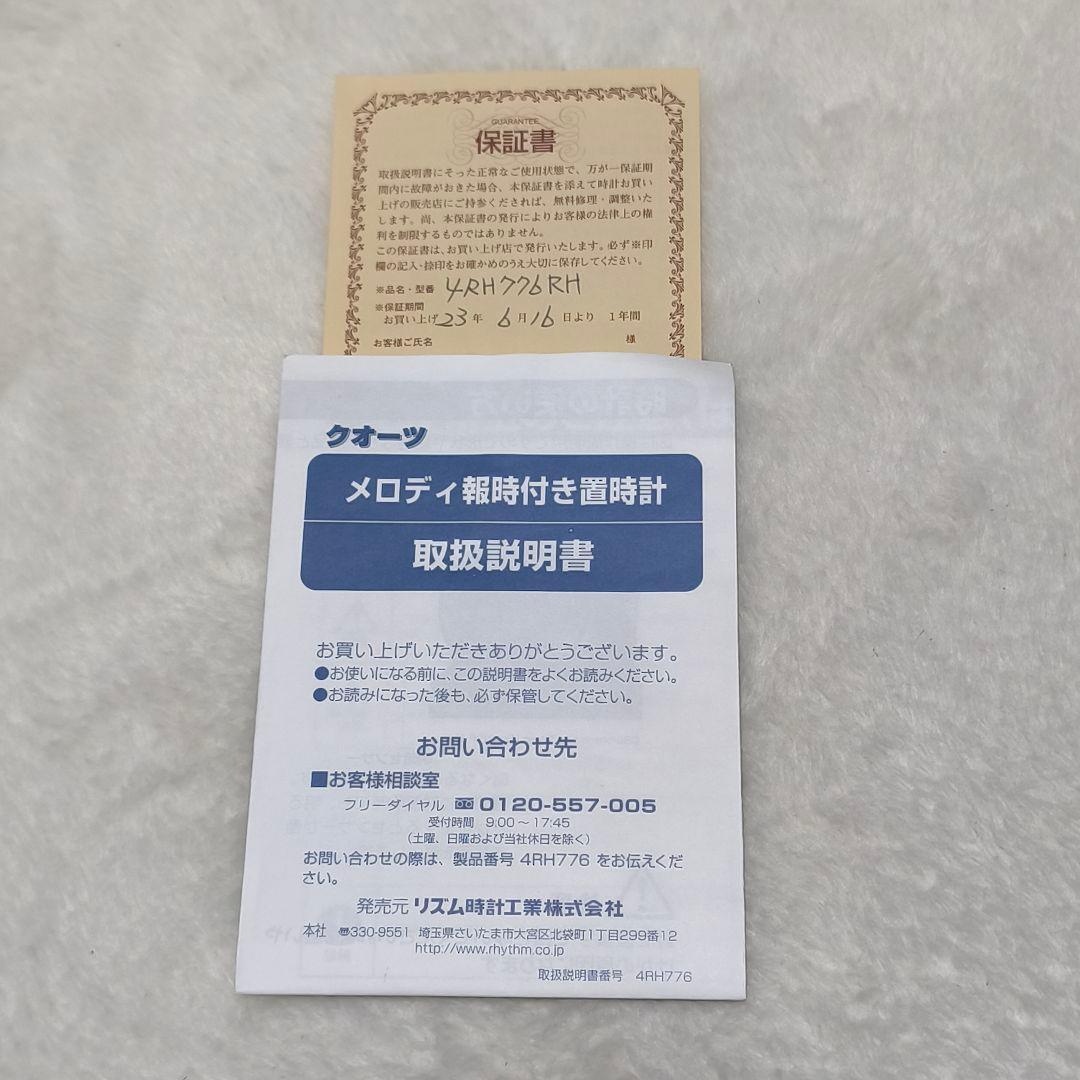 GUARANTEE
保証書
取扱説明書にそった正常なご使用状態で、万が一保証期
間内に故障がおきた場合、本保証書を添えて時計お買い
上げの販売店にご持参くだされば、無料修理・調整いた
します。尚、本保証書の発行によりお客様の法律上の権
利を制限するものではありません。
この保証書は、お買い上げ店で発行いたします。必ず※印
欄の記入・捺印をお確かめのうえ大切に保存してください。
※品名・型番 4RH776RH
※保証期間
お買い上げ23年 6月16日より 1年間
お客様ご氏名 様
クオーツ
メロディ報時付き置時計
取扱説明書
お買い上げいただきありがとうございます。
●お使いになる前に、この説明書をよくお読みください。
●お読みになった後も、必ず保管してください。
お問い合わせ先
■お客様相談室
フリーダイヤル 0120-557-005
受付時間 9:00～17:45
(土曜、日曜および当社休日を除く)
お問い合わせの際は、製品番号 4RH776 をお伝えくだ
さい。
発売元 リズム時計工業株式会社
本社 〒330-9551 埼玉県さいたま市大宮区北袋町1丁目299番12
http://www.rhythm.co.jp
取扱説明書番号 4RH776